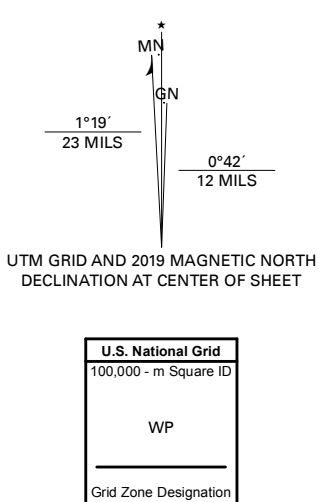 ★
MN
GN
1°19´
23 MILS
0°42´
12 MILS
UTM GRID AND 2019 MAGNETIC NORTH
DECLINATION AT CENTER OF SHEET
U.S. National Grid
100,000 - m Square ID
WP
Grid Zone Designation